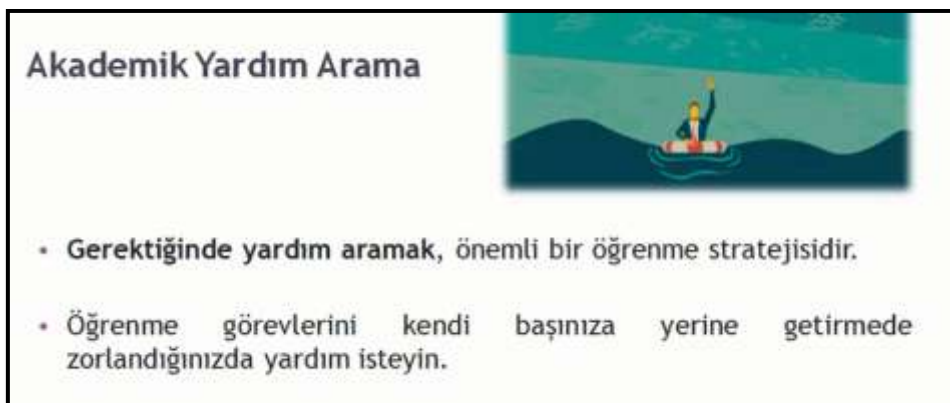 Akademik Yardım Arama
• Gerektiğinde yardım aramak, önemli bir öğrenme stratejisidir.
• Öğrenme görevlerini kendi başınıza yerine getirmede
zorlandığınızda yardım isteyin.